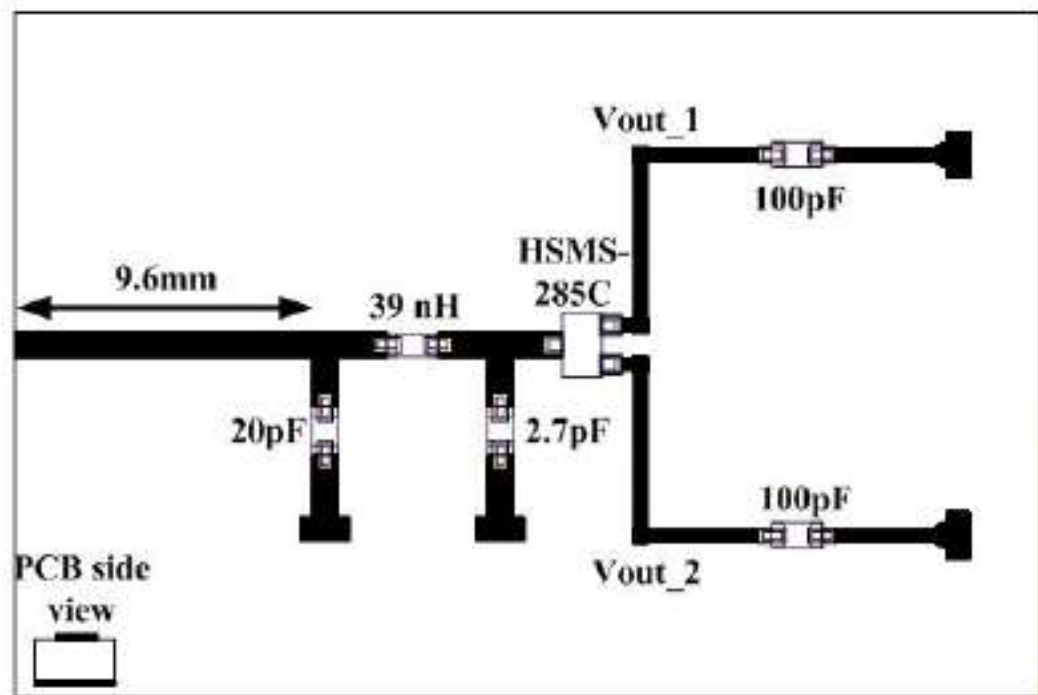 Vout_1
100pF
HSMS-
285C
9.6mm
39 nH
20pF
2.7pF
100pF
Vout_2
PCB side
view